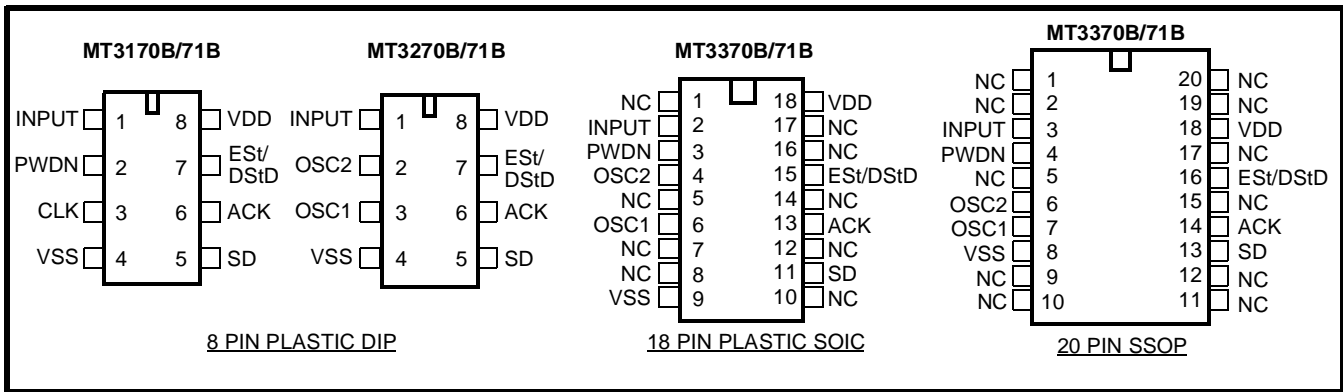 MT3170B/71B
INPUT 1 8 VDD
PWDN 2 7 ESt/
DStD
CLK 3 6 ACK
VSS 4 5 SD
MT3270B/71B
INPUT 1 8 VDD
OSC2 2 7 ESt/
DStD
OSC1 3 6 ACK
VSS 4 5 SD
8 PIN PLASTIC DIP
MT3370B/71B
NC 1 18 VDD
INPUT 2 17 NC
PWDN 3 16 NC
OSC2 4 15 ESt/DStD
NC 5 14 NC
OSC1 6 13 ACK
NC 7 12 NC
NC 8 11 SD
VSS 9 10 NC
18 PIN PLASTIC SOIC
MT3370B/71B
NC 1 20 NC
NC 2 19 NC
INPUT 3 18 VDD
PWDN 4 17 NC
NC 5 16 ESt/DStD
OSC2 6 15 NC
OSC1 7 14 ACK
VSS 8 13 SD
NC 9 12 NC
NC 10 11 NC
20 PIN SSOP